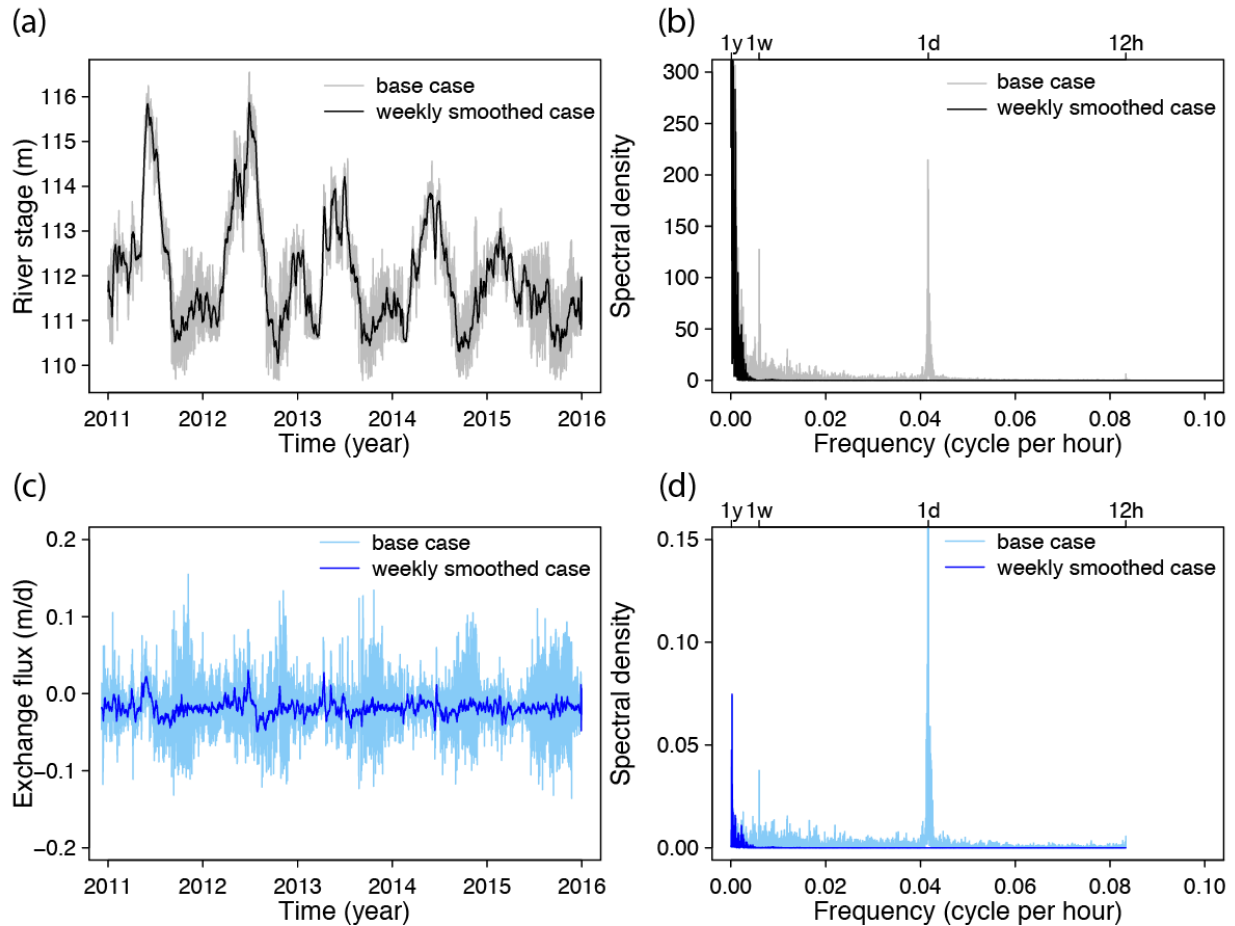 (a)
base case
weekly smoothed case
River stage (m)
116
115
114
113
112
111
110
2011 2012 2013 2014 2015 2016
Time (year)
(b)
1y 1w 1d 12h
base case
weekly smoothed case
Spectral density
300
250
200
150
100
50
0
0.00 0.02 0.04 0.06 0.08 0.10
Frequency (cycle per hour)
(c)
base case
weekly smoothed case
Exchange flux (m/d)
0.2
0.1
0.0
−0.1
−0.2
2011 2012 2013 2014 2015 2016
Time (year)
(d)
1y 1w 1d 12h
base case
weekly smoothed case
Spectral density
0.15
0.10
0.05
0.00
0.00 0.02 0.04 0.06 0.08 0.10
Frequency (cycle per hour)